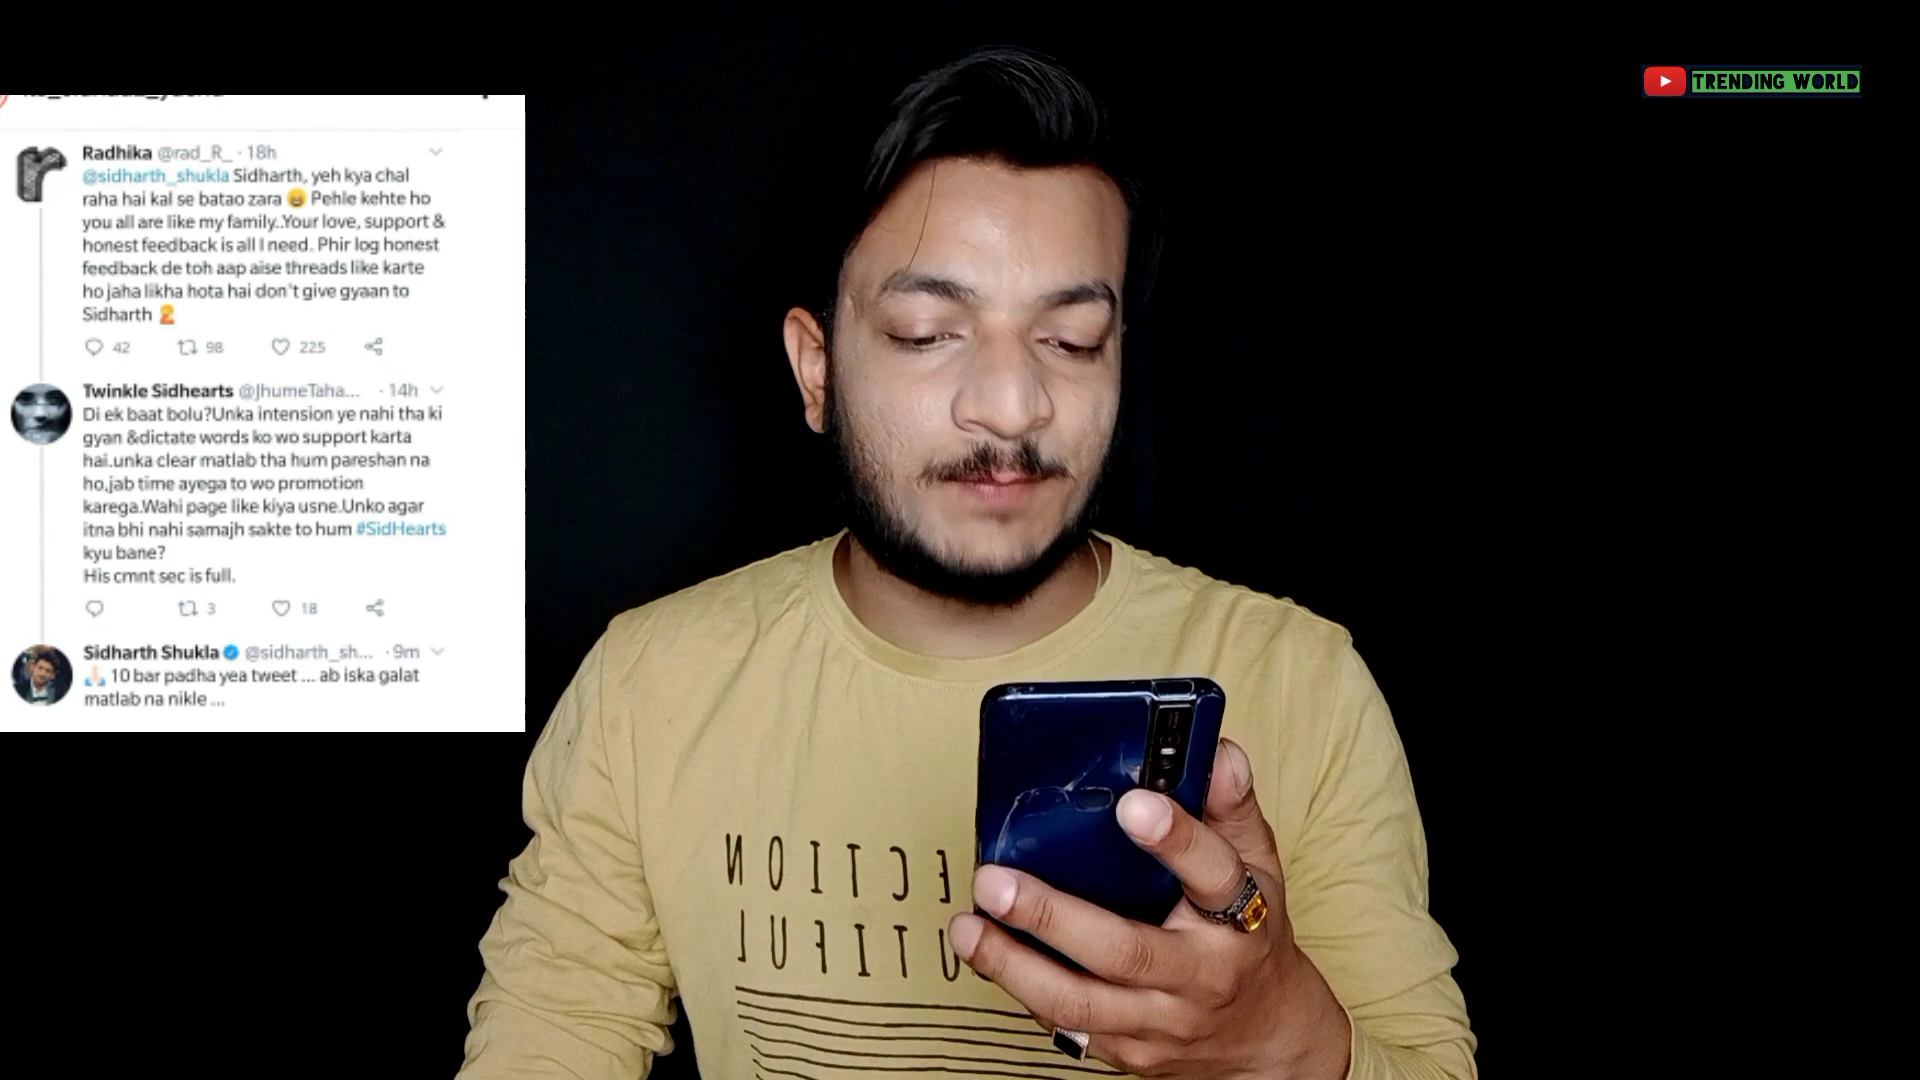 TRENDING WORLD
Radhika @rad_R_ · 18h
@sidharth_shukla Sidharth, yeh kya chal
raha hai kal se batao zara 😄 Pehle kehte ho
you all are like my family..Your love, support &
honest feedback is all I need. Phir log honest
feedback de toh aap aise threads like karte
ho jaha likha hota hai don't give gyaan to
Sidharth
42 98 225
Twinkle Sidhearts @JhumeTaha... · 14h
Di ek baat bolu?Unka intension ye nahi tha ki
gyan &dictate words ko wo support karta
hai.unka clear matlab tha hum pareshan na
ho,jab time ayega to wo promotion
karega.Wahi page like kiya usne.Unko agar
itna bhi nahi samajh sakte to hum #SidHearts
kyu bane?
His cmnt sec is full.
3 18
Sidharth Shukla @sidharth_sh... · 9m
🙏🏻 10 bar padha yea tweet ... ab iska galat
matlab na nikle ...
ECTION
UTIFUL